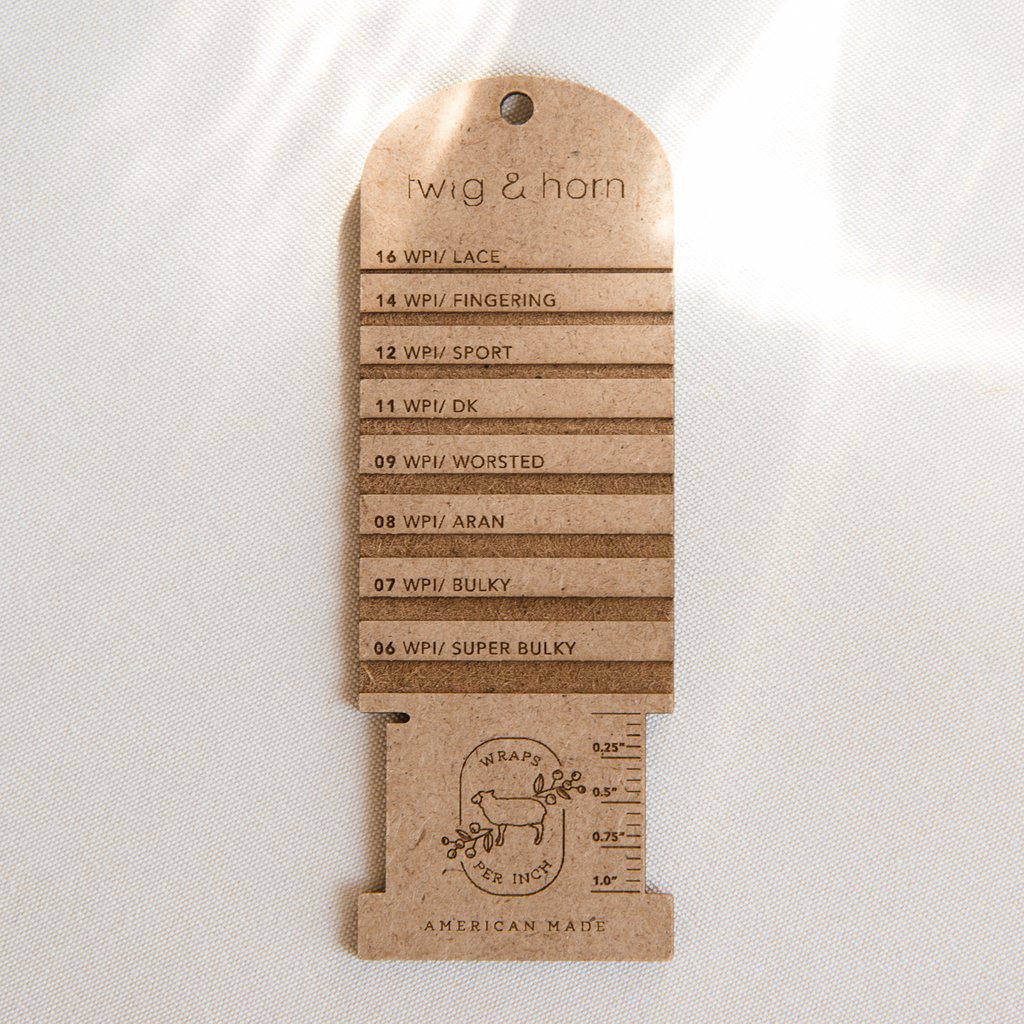 twig & horn
16 WPI/ LACE
14 WPI/ FINGERING
12 WPI/ SPORT
11 WPI/ DK
09 WPI/ WORSTED
08 WPI/ ARAN
07 WPI/ BULKY
06 WPI/ SUPER BULKY
0.25"
WRAPS
0.5"
0.75"
PER INCH
1.0"
AMERICAN MADE